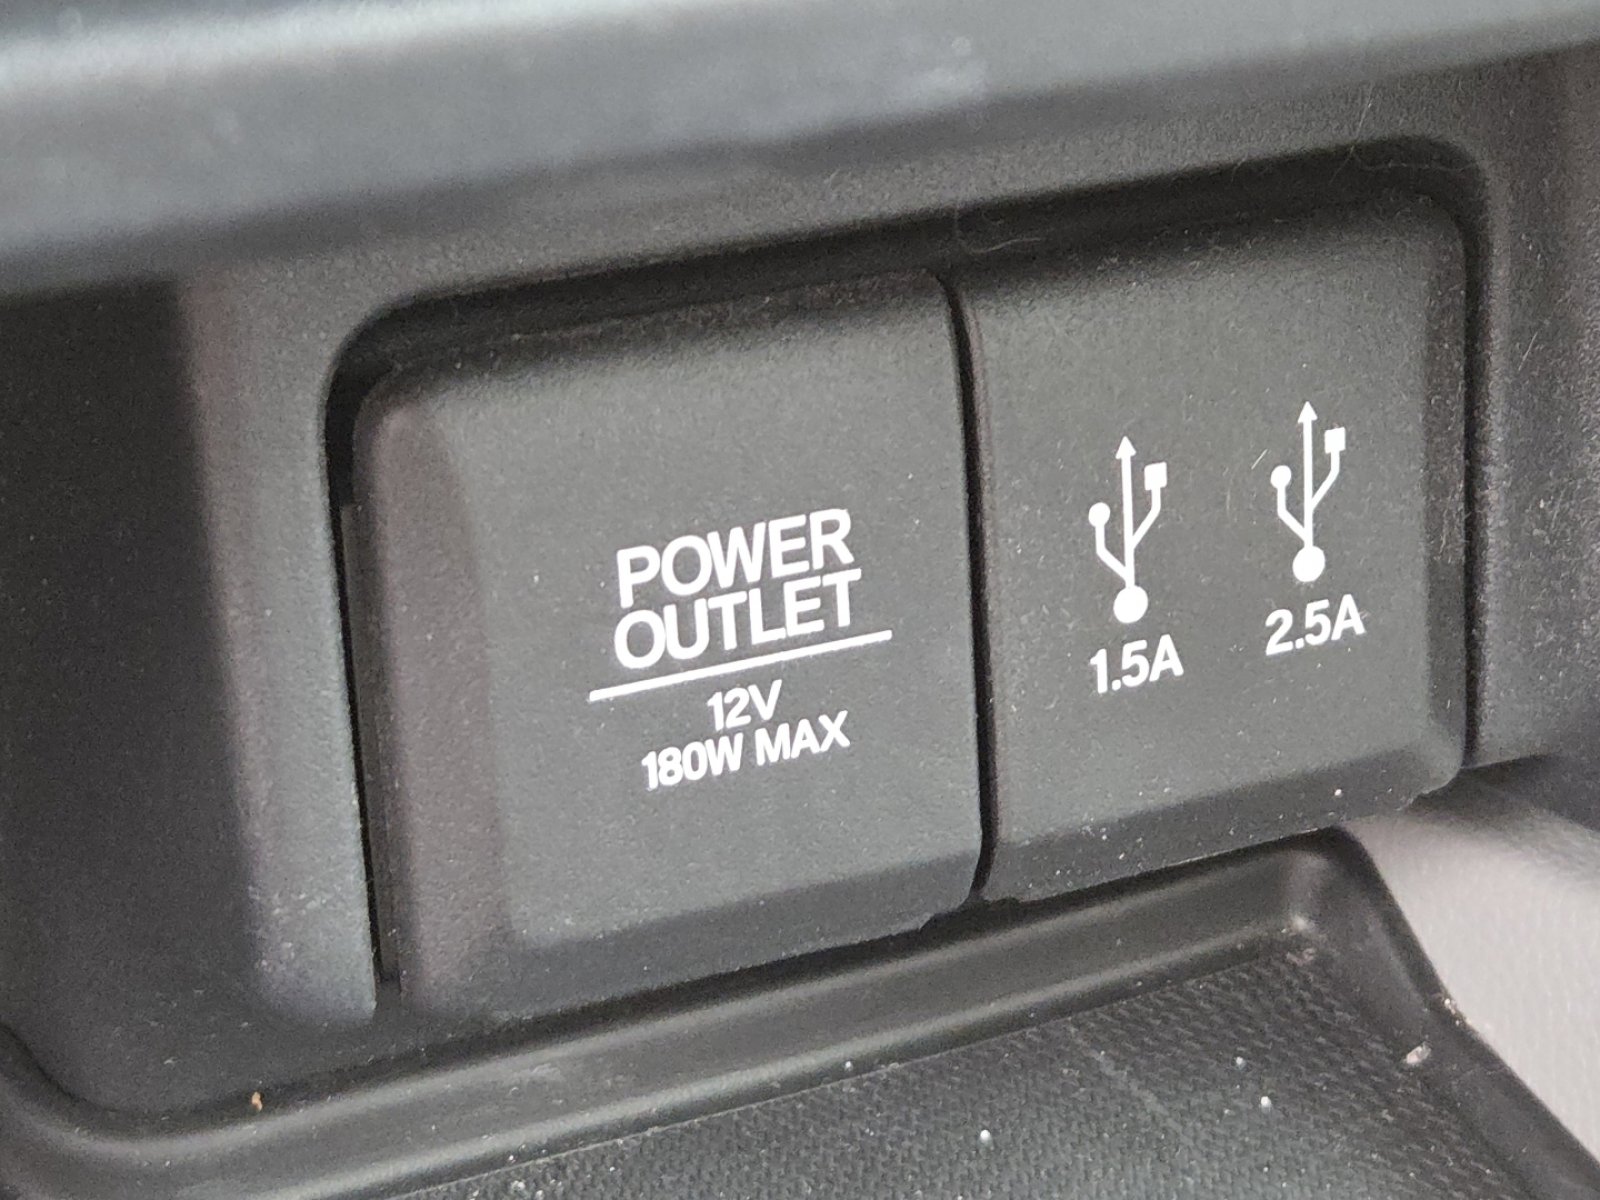 POWER
OUTLET
12V
180W MAX
1.5A
2.5A